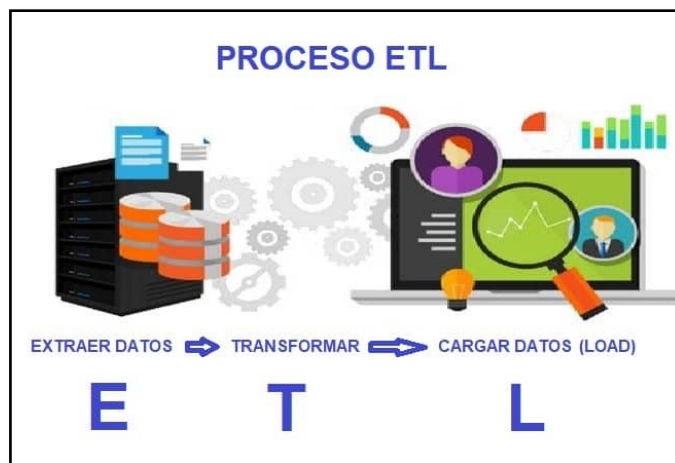 PROCESO ETL
EXTRAER DATOS TRANSFORMAR CARGAR DATOS (LOAD)
E T L